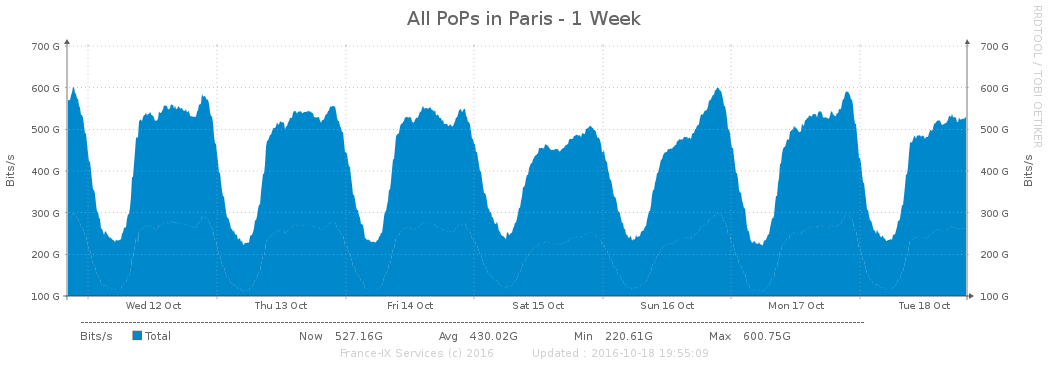 All PoPs in Paris - 1 Week
RRDTOOL / TOBI OETIKER
Bits/s
700 G
600 G
500 G
400 G
300 G
200 G
100 G
700 G
600 G
500 G
400 G
300 G
200 G
100 G
Bits/s
Wed 12 Oct Thu 13 Oct Fri 14 Oct Sat 15 Oct Sun 16 Oct Mon 17 Oct Tue 18 Oct
Bits/s Total Now 527.16G Avg 430.02G Min 220.61G Max 600.75G
France-IX Services (c) 2016 Updated : 2016-10-18 19:55:09